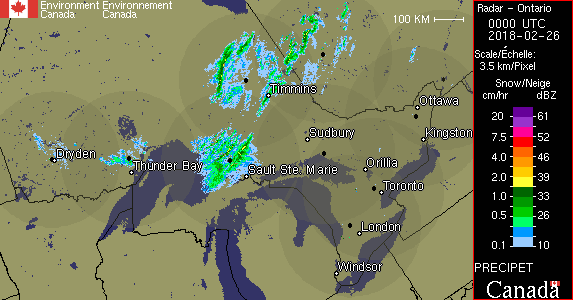 Environment Environnement
Canada Canada
100 KM
Timmins
Ottawa
Sudbury
Kingston
Dryden
Thunder Bay
Sault Ste. Marie
Orillia
Toronto
London
Windsor
Radar - Ontario
0000 UTC
2018-02-26
Scale/Échelle:
3.5 km/Pixel
Snow/Neige
cm/hr dBZ
20 61
7.5 52
4.0 46
2.0 39
1.0 33
0.5 26
0.1 10
PRECIPET
Canada